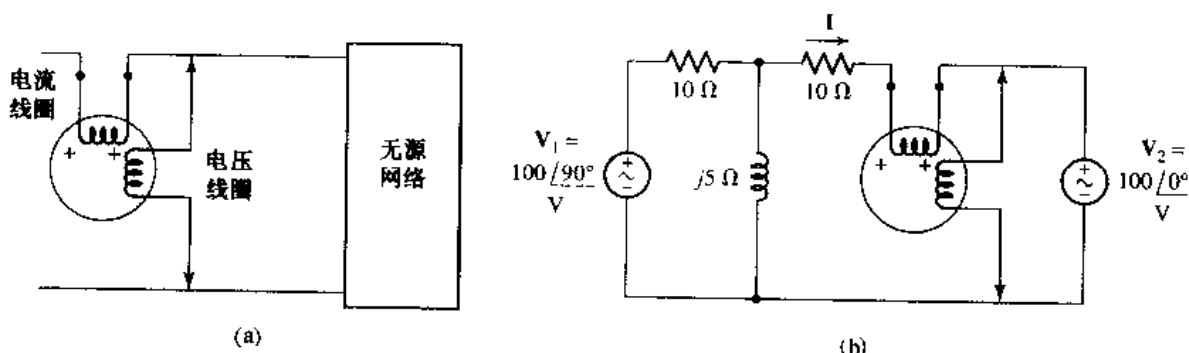 电流
线圈
+
+
电压
线圈
无源
网络
(a)
V₁ =
100/90°
V
+
~
−
10 Ω
j5 Ω
I
10 Ω
+
+
+
~
−
V₂ =
100/0°
V
(b)